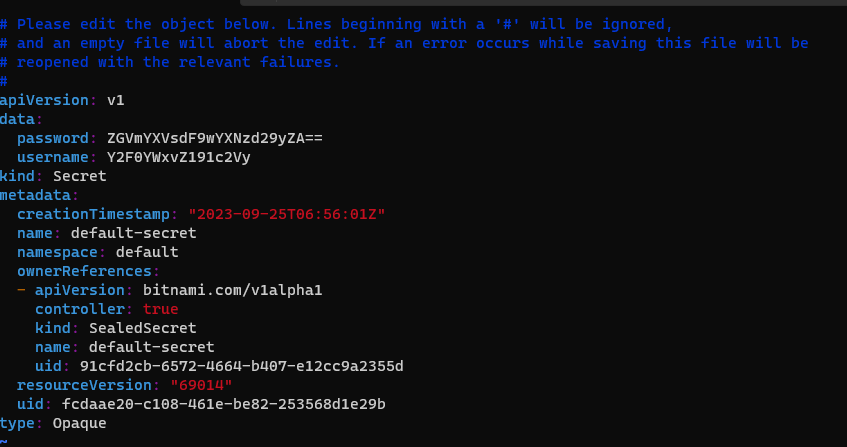 # Please edit the object below. Lines beginning with a '#' will be ignored,
# and an empty file will abort the edit. If an error occurs while saving this file will be
# reopened with the relevant failures.
#
apiVersion: v1
data:
  password: ZGVmYXVsdF9wYXNzd29yZA==
  username: Y2F0YWxvZ191c2Vy
kind: Secret
metadata:
  creationTimestamp: "2023-09-25T06:56:01Z"
  name: default-secret
  namespace: default
  ownerReferences:
  - apiVersion: bitnami.com/v1alpha1
    controller: true
    kind: SealedSecret
    name: default-secret
    uid: 91cfd2cb-6572-4664-b407-e12cc9a2355d
  resourceVersion: "69014"
  uid: fcdaae20-c108-461e-be82-253568d1e29b
type: Opaque
~